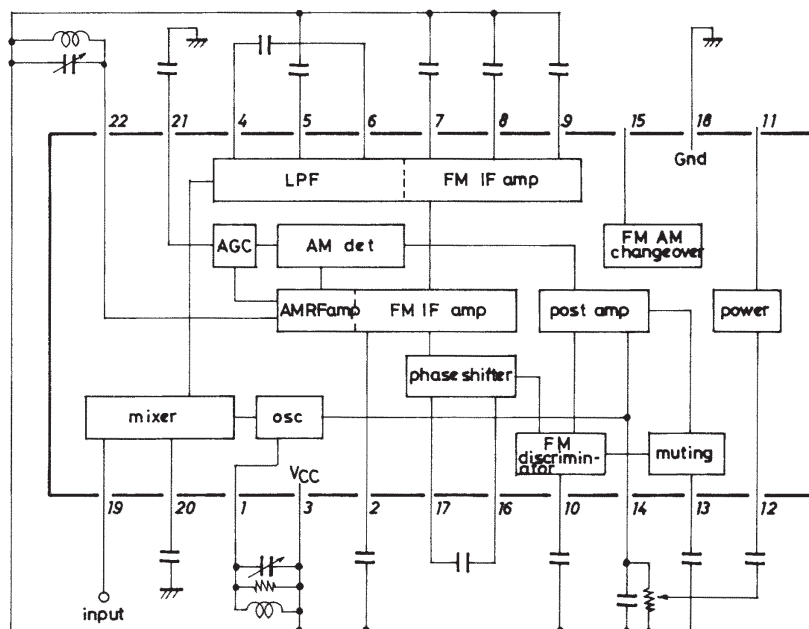 22 21 4 5 6 7 8 9 15 18 11
Gnd
LPF FM IF amp
AGC AM det
FM AM
changeover
AMRFamp FM IF amp post amp power
phase shifter
mixer osc
FM
discrimin-
ator
muting
VCC
19 20 1 3 2 17 16 10 14 13 12
input